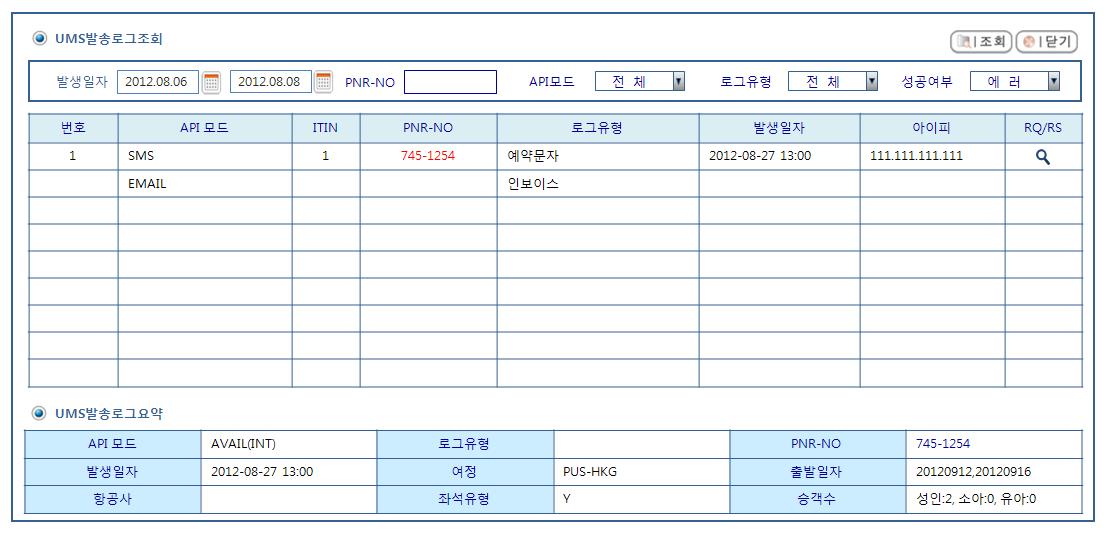 UMS발송로그조회
조회 닫기
발생일자 2012.08.06 2012.08.08 PNR-NO API모드 전 체 로그유형 전 체 성공여부 에 러
번호 API 모드 ITIN PNR-NO 로그유형 발생일자 아이피 RQ/RS
1 SMS 1 745-1254 예약문자 2012-08-27 13:00 111.111.111.111
EMAIL 인보이스
UMS발송로그요약
API 모드 AVAIL(INT) 로그유형 PNR-NO 745-1254
발생일자 2012-08-27 13:00 여정 PUS-HKG 출발일자 20120912,20120916
항공사 좌석유형 Y 승객수 성인:2, 소아:0, 유아:0